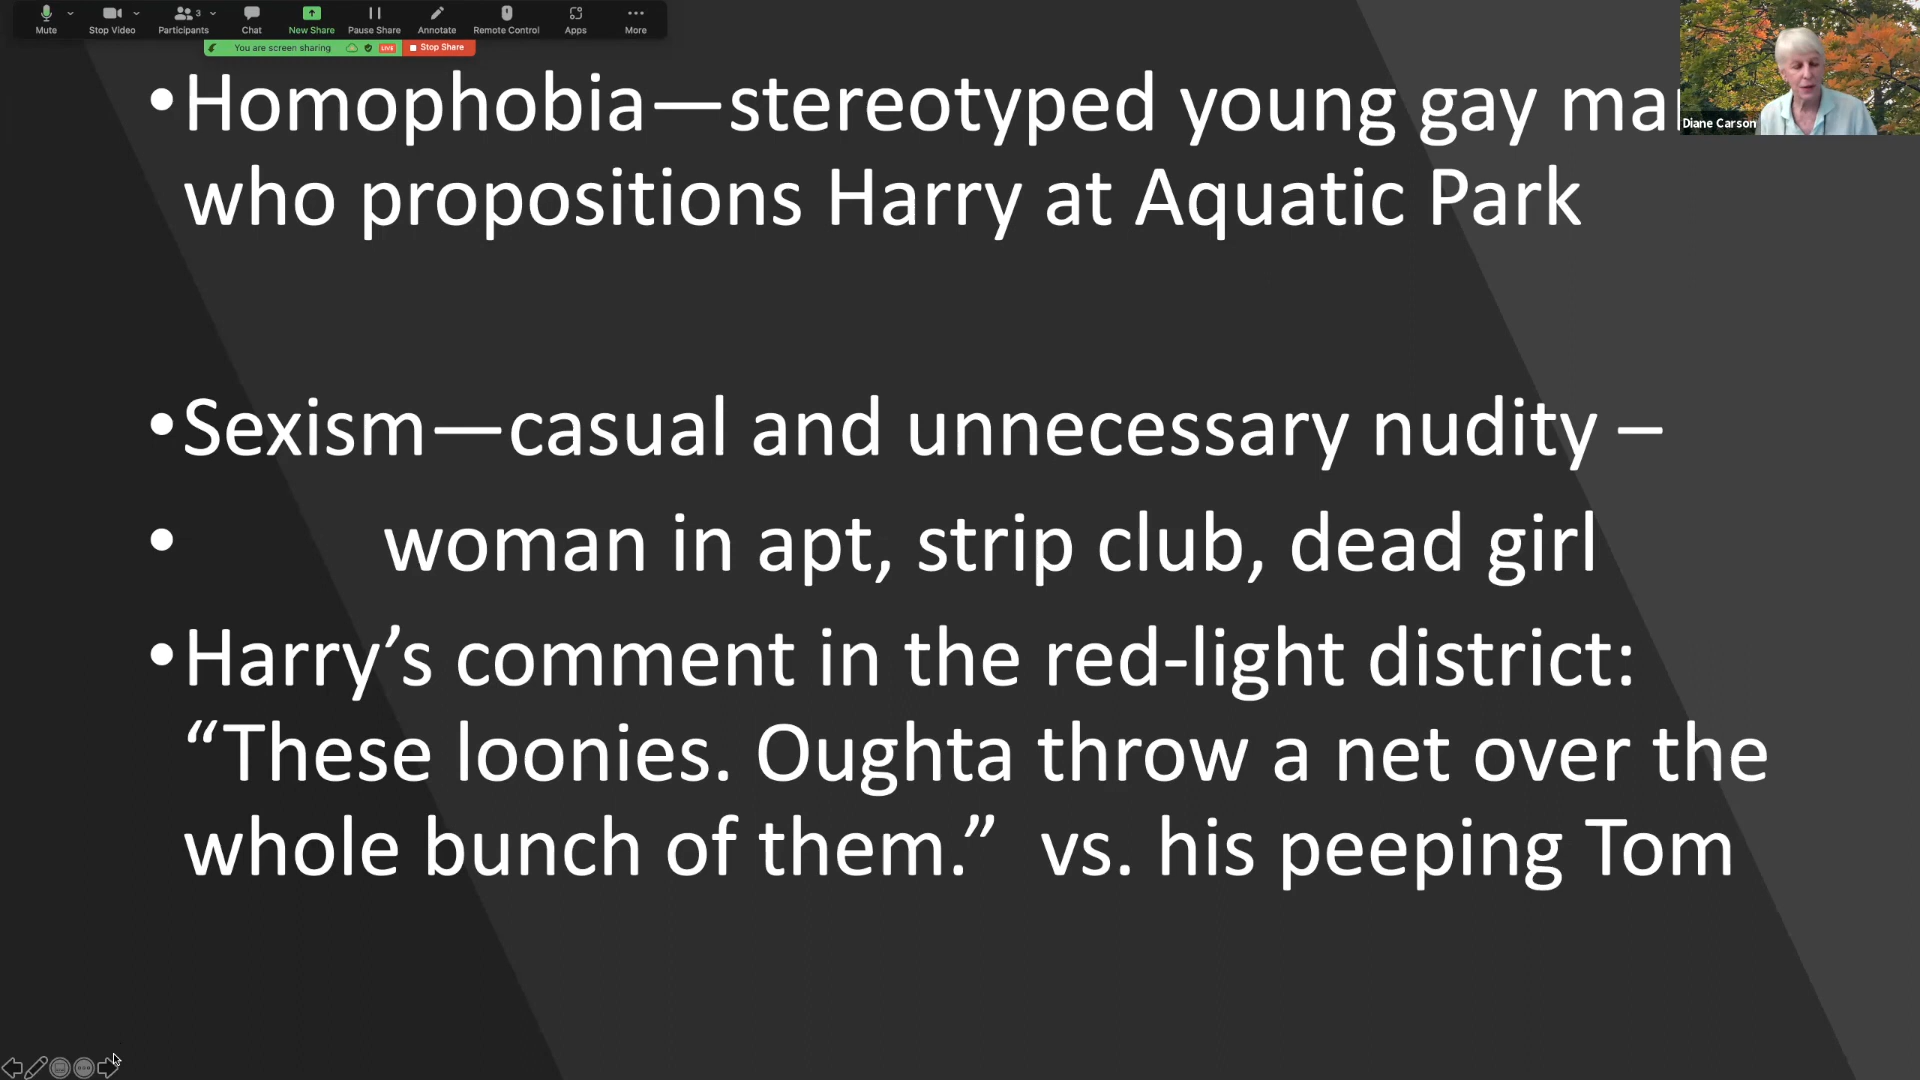 Mute
Stop Video
Participants
3
Chat
New Share
Pause Share
Annotate
Remote Control
Apps
More
You are screen sharing
LIVE
Stop Share
•Homophobia—stereotyped young gay ma
who propositions Harry at Aquatic Park
Diane Carson
•Sexism—casual and unnecessary nudity –
• woman in apt, strip club, dead girl
•Harry’s comment in the red-light district:
“These loonies. Oughta throw a net over the
whole bunch of them.” vs. his peeping Tom